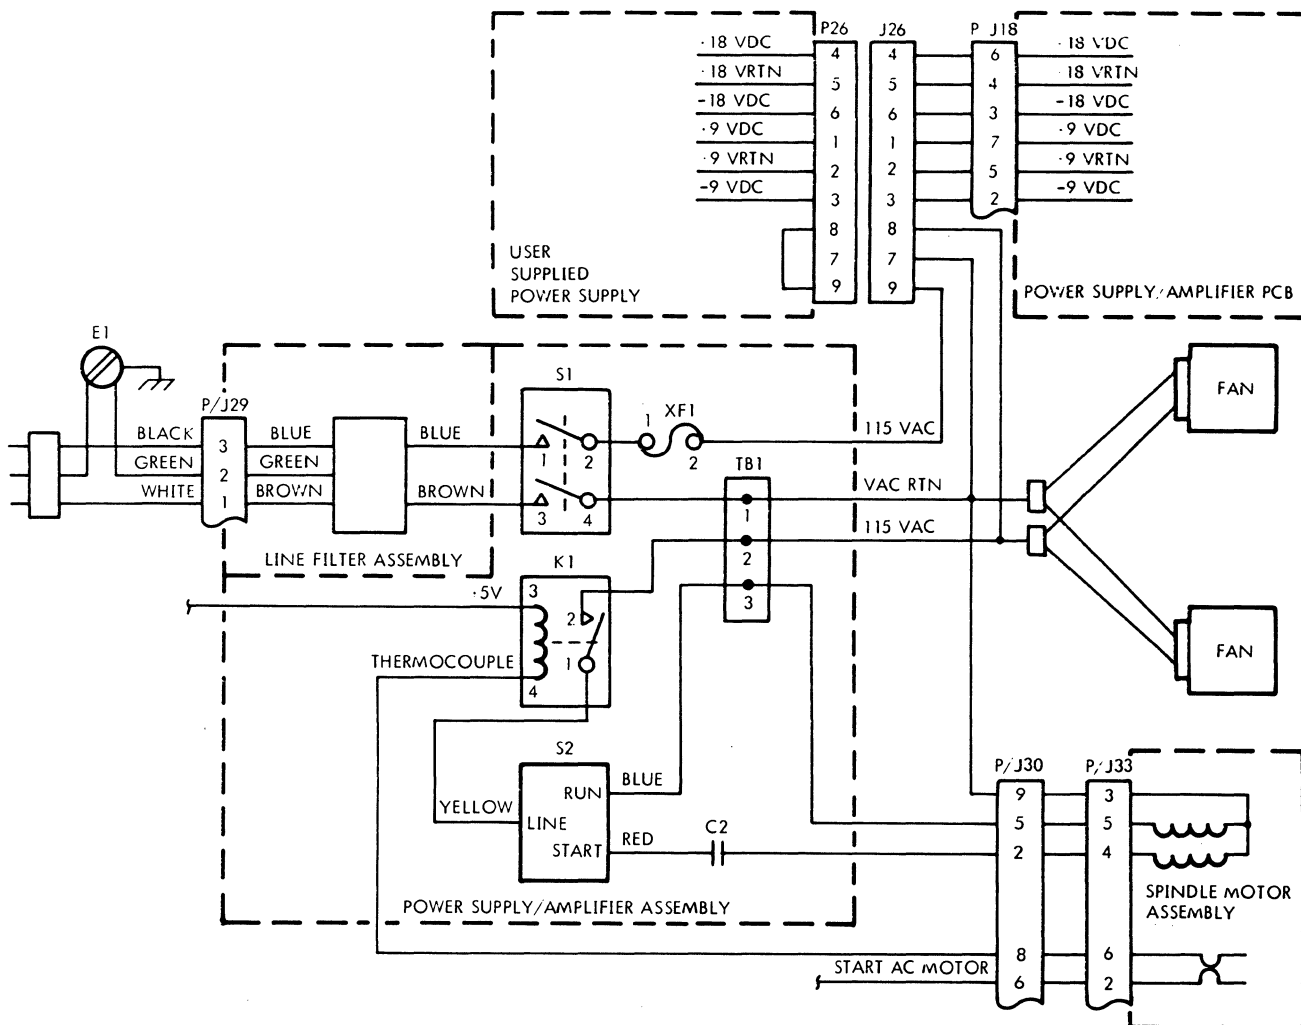 P26 J26 P J18
·18 VDC 4 4 6 ·18 VDC
·18 VRTN 5 5 4 ·18 VRTN
-18 VDC 6 6 3 -18 VDC
·9 VDC 1 1 7 ·9 VDC
·9 VRTN 2 2 5 ·9 VRTN
-9 VDC 3 3 2 -9 VDC
8 8
7 7
9 9
USER
SUPPLIED
POWER SUPPLY
POWER SUPPLY/AMPLIFIER PCB
E1
P/J29
S1
XF1
FAN
BLACK 3 BLUE BLUE 1 2 1 2 115 VAC
GREEN 2 GREEN
WHITE 1 BROWN BROWN 3 4
TB1
VAC RTN
1
115 VAC
2
3
LINE FILTER ASSEMBLY
K1
·5V 3
2
1
THERMOCOUPLE
4
FAN
S2
RUN BLUE
YELLOW LINE
START RED C2
POWER SUPPLY/AMPLIFIER ASSEMBLY
P/J30 P/J33
9 3
5 5
2 4
SPINDLE MOTOR
ASSEMBLY
8 6
START AC MOTOR 6 2